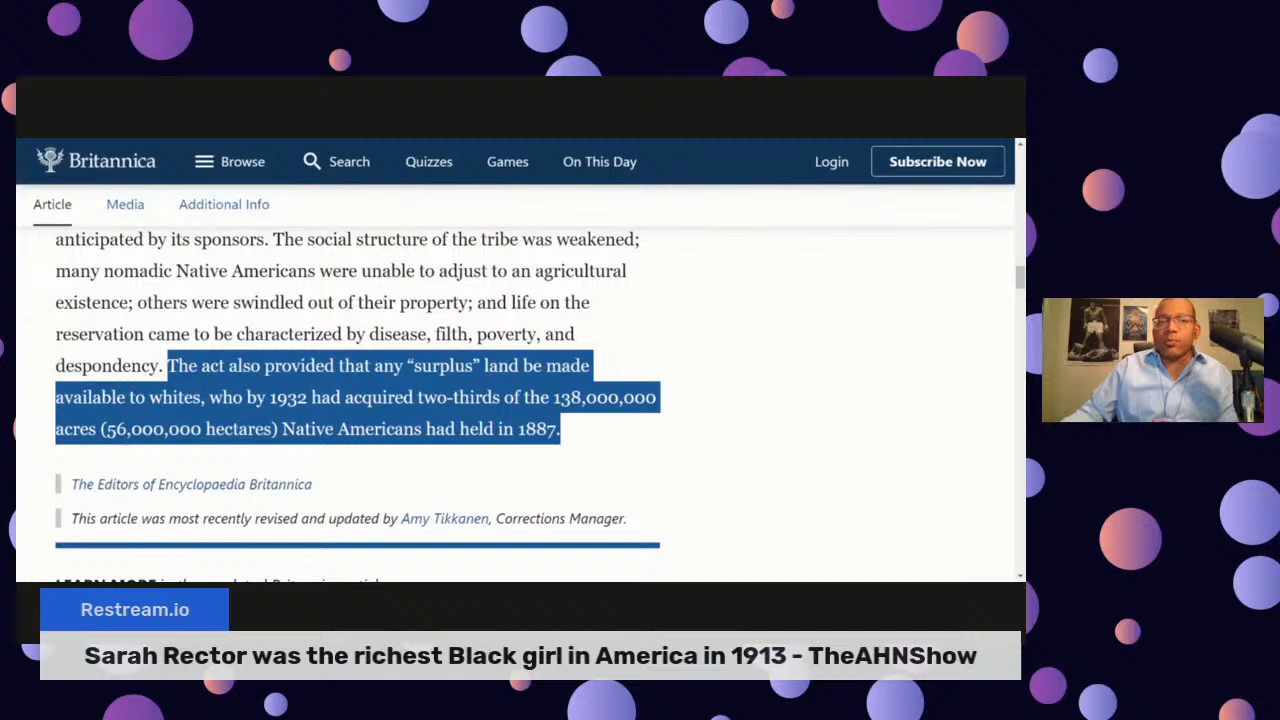 Britannica
Browse
Search
Quizzes
Games
On This Day
Login
Subscribe Now
Article
Media
Additional Info
anticipated by its sponsors. The social structure of the tribe was weakened;
many nomadic Native Americans were unable to adjust to an agricultural
existence; others were swindled out of their property; and life on the
reservation came to be characterized by disease, filth, poverty, and
despondency. The act also provided that any “surplus” land be made
available to whites, who by 1932 had acquired two-thirds of the 138,000,000
acres (56,000,000 hectares) Native Americans had held in 1887.
The Editors of Encyclopaedia Britannica
This article was most recently revised and updated by Amy Tikkanen, Corrections Manager.
LEARN MORE in
Restream.io
Sarah Rector was the richest Black girl in America in 1913 - TheAHNShow